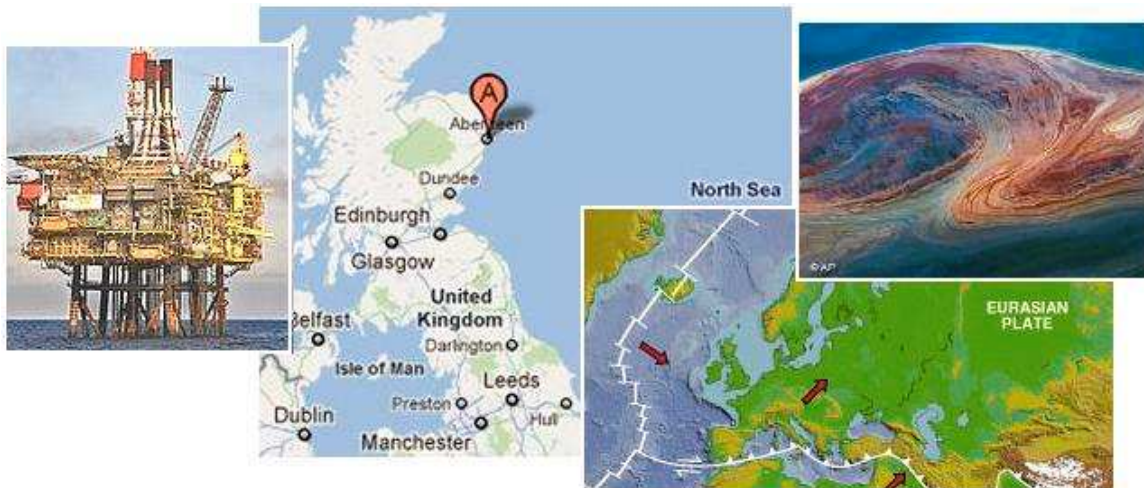 A
Aberdeen
Dundee
North Sea
Edinburgh
Glasgow
United
Kingdom
Belfast
Darlington
Isle of Man
Leeds
Preston
Hull
Dublin
Manchester
© AP
EURASIAN
PLATE